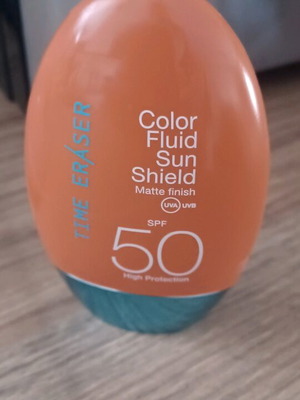 TIME ERASER
Color
Fluid
Sun
Shield
Matte finish
UVA UVB
SPF
50
High Protection